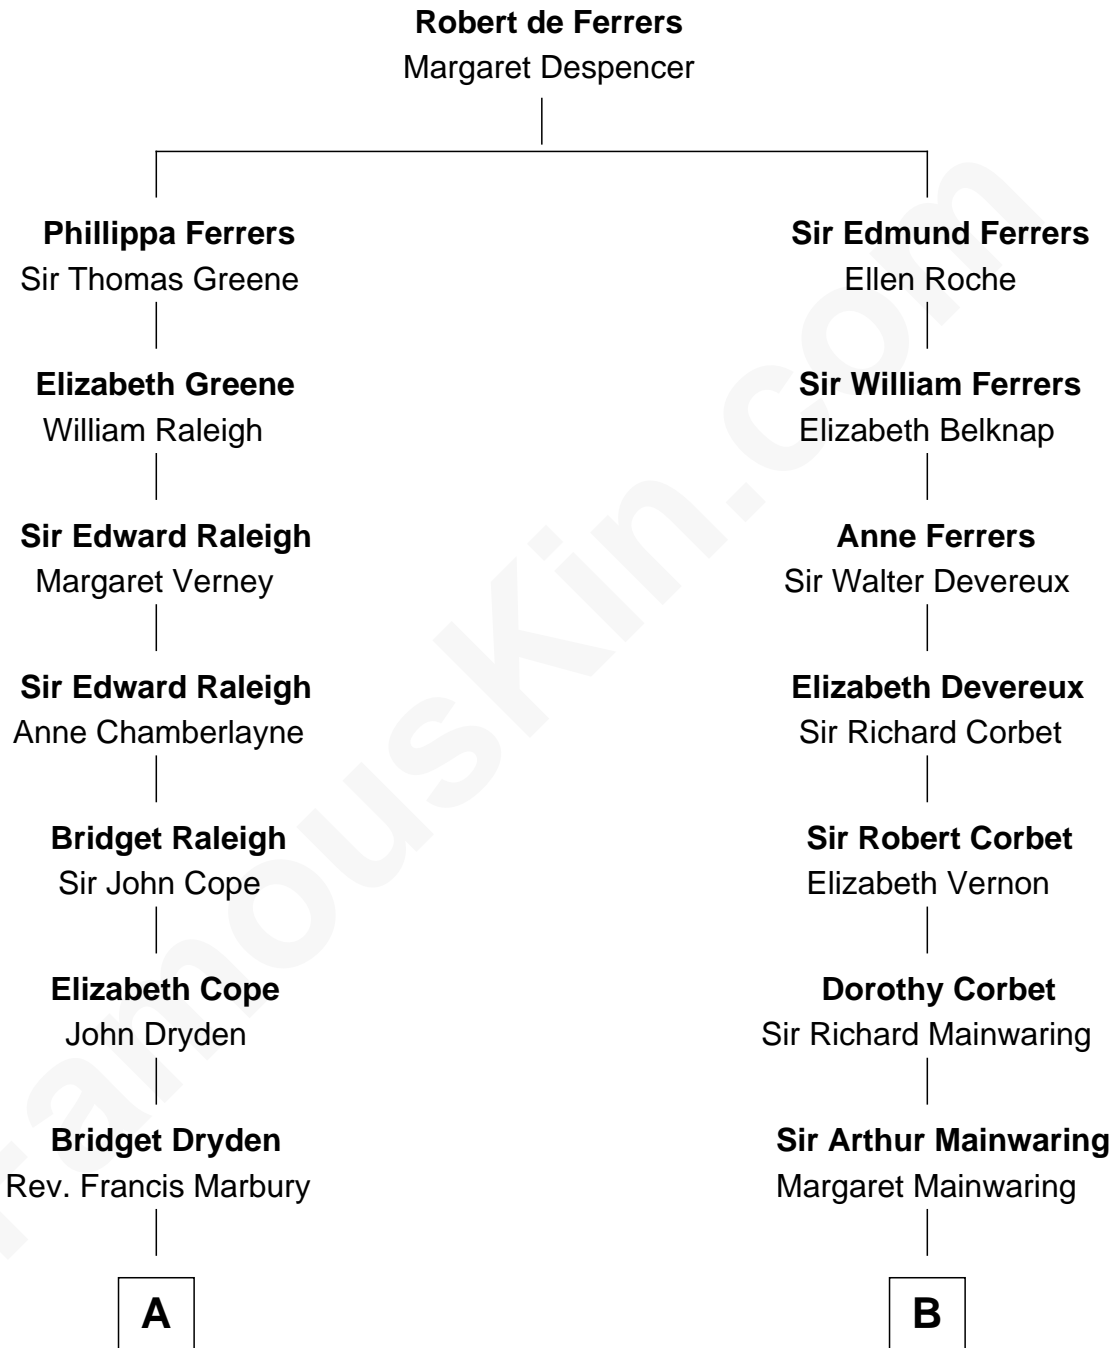 Robert de Ferrers
Margaret Despencer
Phillippa Ferrers
Sir Thomas Greene
Sir Edmund Ferrers
Ellen Roche
Elizabeth Greene
William Raleigh
Sir William Ferrers
Elizabeth Belknap
Sir Edward Raleigh
Margaret Verney
Anne Ferrers
Sir Walter Devereux
Sir Edward Raleigh
Anne Chamberlayne
Elizabeth Devereux
Sir Richard Corbet
Bridget Raleigh
Sir John Cope
Sir Robert Corbet
Elizabeth Vernon
Elizabeth Cope
John Dryden
Dorothy Corbet
Sir Richard Mainwaring
Bridget Dryden
Rev. Francis Marbury
Sir Arthur Mainwaring
Margaret Mainwaring
A
B
FamousKin.com